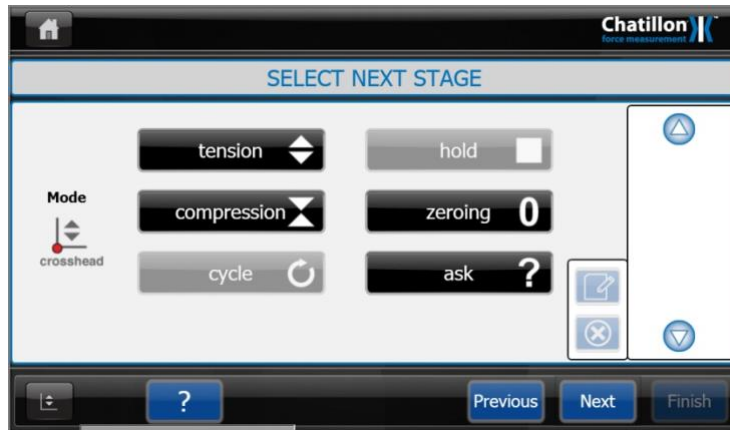 Chatillon
force measurement
SELECT NEXT STAGE
tension
hold
Mode
compression
zeroing 0
crosshead
cycle
ask ?
?
Previous
Next
Finish